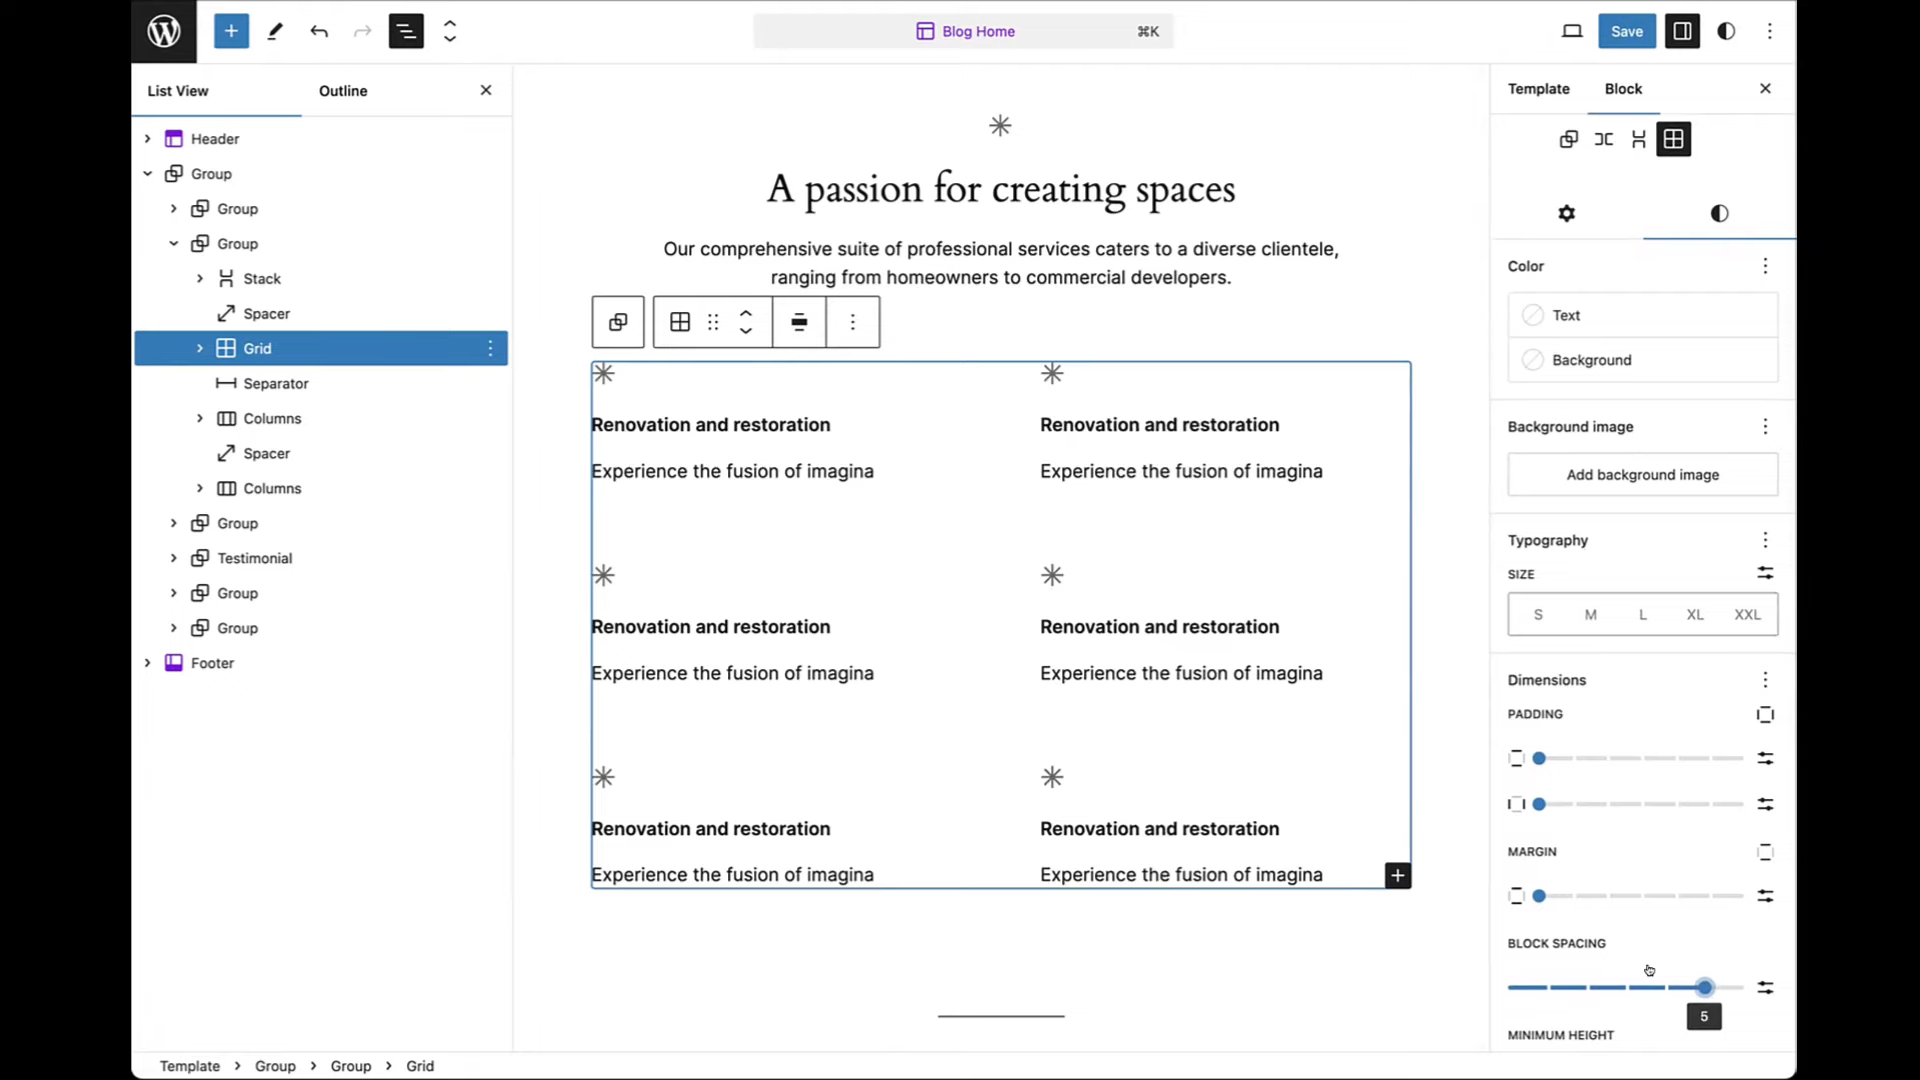 Blog Home
⌘K
Save
List View
Outline
Header
Group
Group
Group
Stack
Spacer
Grid
Separator
Columns
Spacer
Columns
Group
Testimonial
Group
Group
Footer
A passion for creating spaces
Our comprehensive suite of professional services caters to a diverse clientele,
ranging from homeowners to commercial developers.
Renovation and restoration
Experience the fusion of imagina
Renovation and restoration
Experience the fusion of imagina
Renovation and restoration
Experience the fusion of imagina
Renovation and restoration
Experience the fusion of imagina
Renovation and restoration
Experience the fusion of imagina
Renovation and restoration
Experience the fusion of imagina
Template
Block
Color
Text
Background
Background image
Add background image
Typography
SIZE
S M L XL XXL
Dimensions
PADDING
MARGIN
BLOCK SPACING
5
MINIMUM HEIGHT
Template > Group > Group > Grid